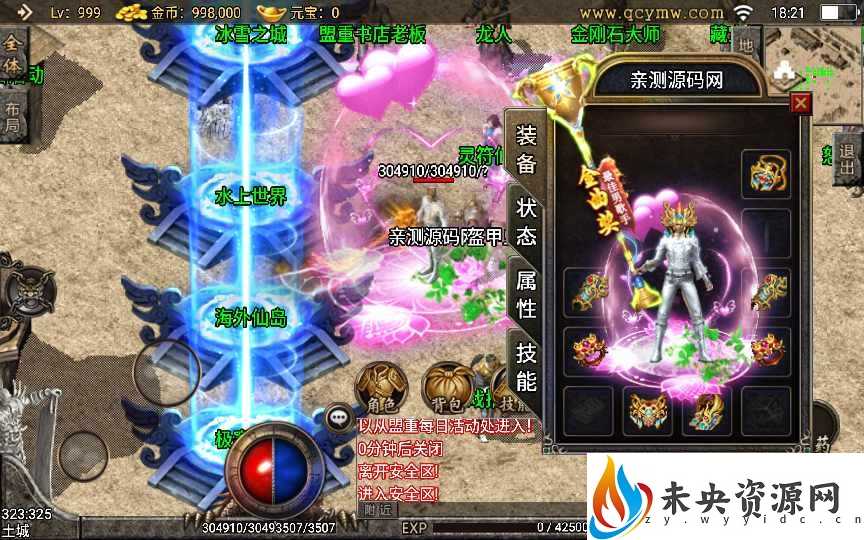 Lv: 999
金币: 998,000
元宝: 0
www.qcymw.com
18:21
全体
布局
冰雪之城
盟重书店老板
龙人
金刚石大师
藏
地
退出
亲测源码网
装备
状态
属性
技能
金曲奖
最佳男歌手
灵符使
304910/304910/?
水上世界
海外仙岛
极
角色
背包
技能
以从盟重每日活动处进入!
0分钟后关闭
离开安全区!
进入安全区!
附近
药
323:325
土城
304910/30493507/3507
EXP
0/42500
未央资源网
zy.wyyidc.cn